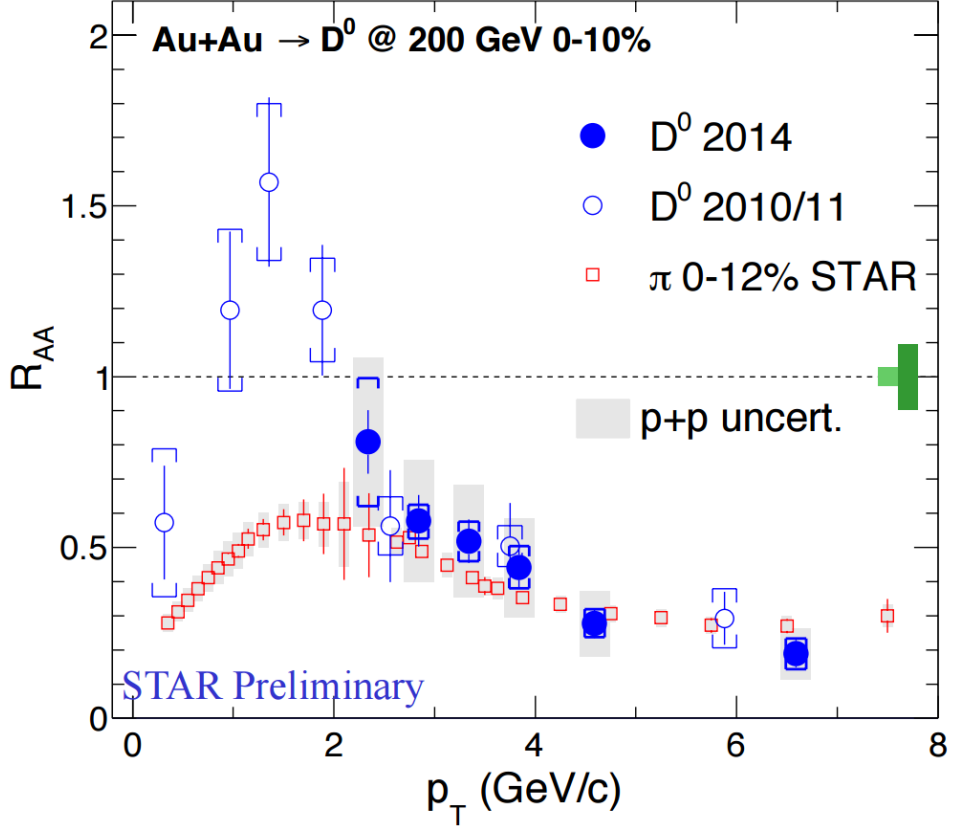 Au+Au → D⁰ @ 200 GeV 0-10%
D⁰ 2014
D⁰ 2010/11
π 0-12% STAR
p+p uncert.
STAR Preliminary
R_AA
2
1.5
1
0.5
0
0 2 4 6 8
p_T (GeV/c)